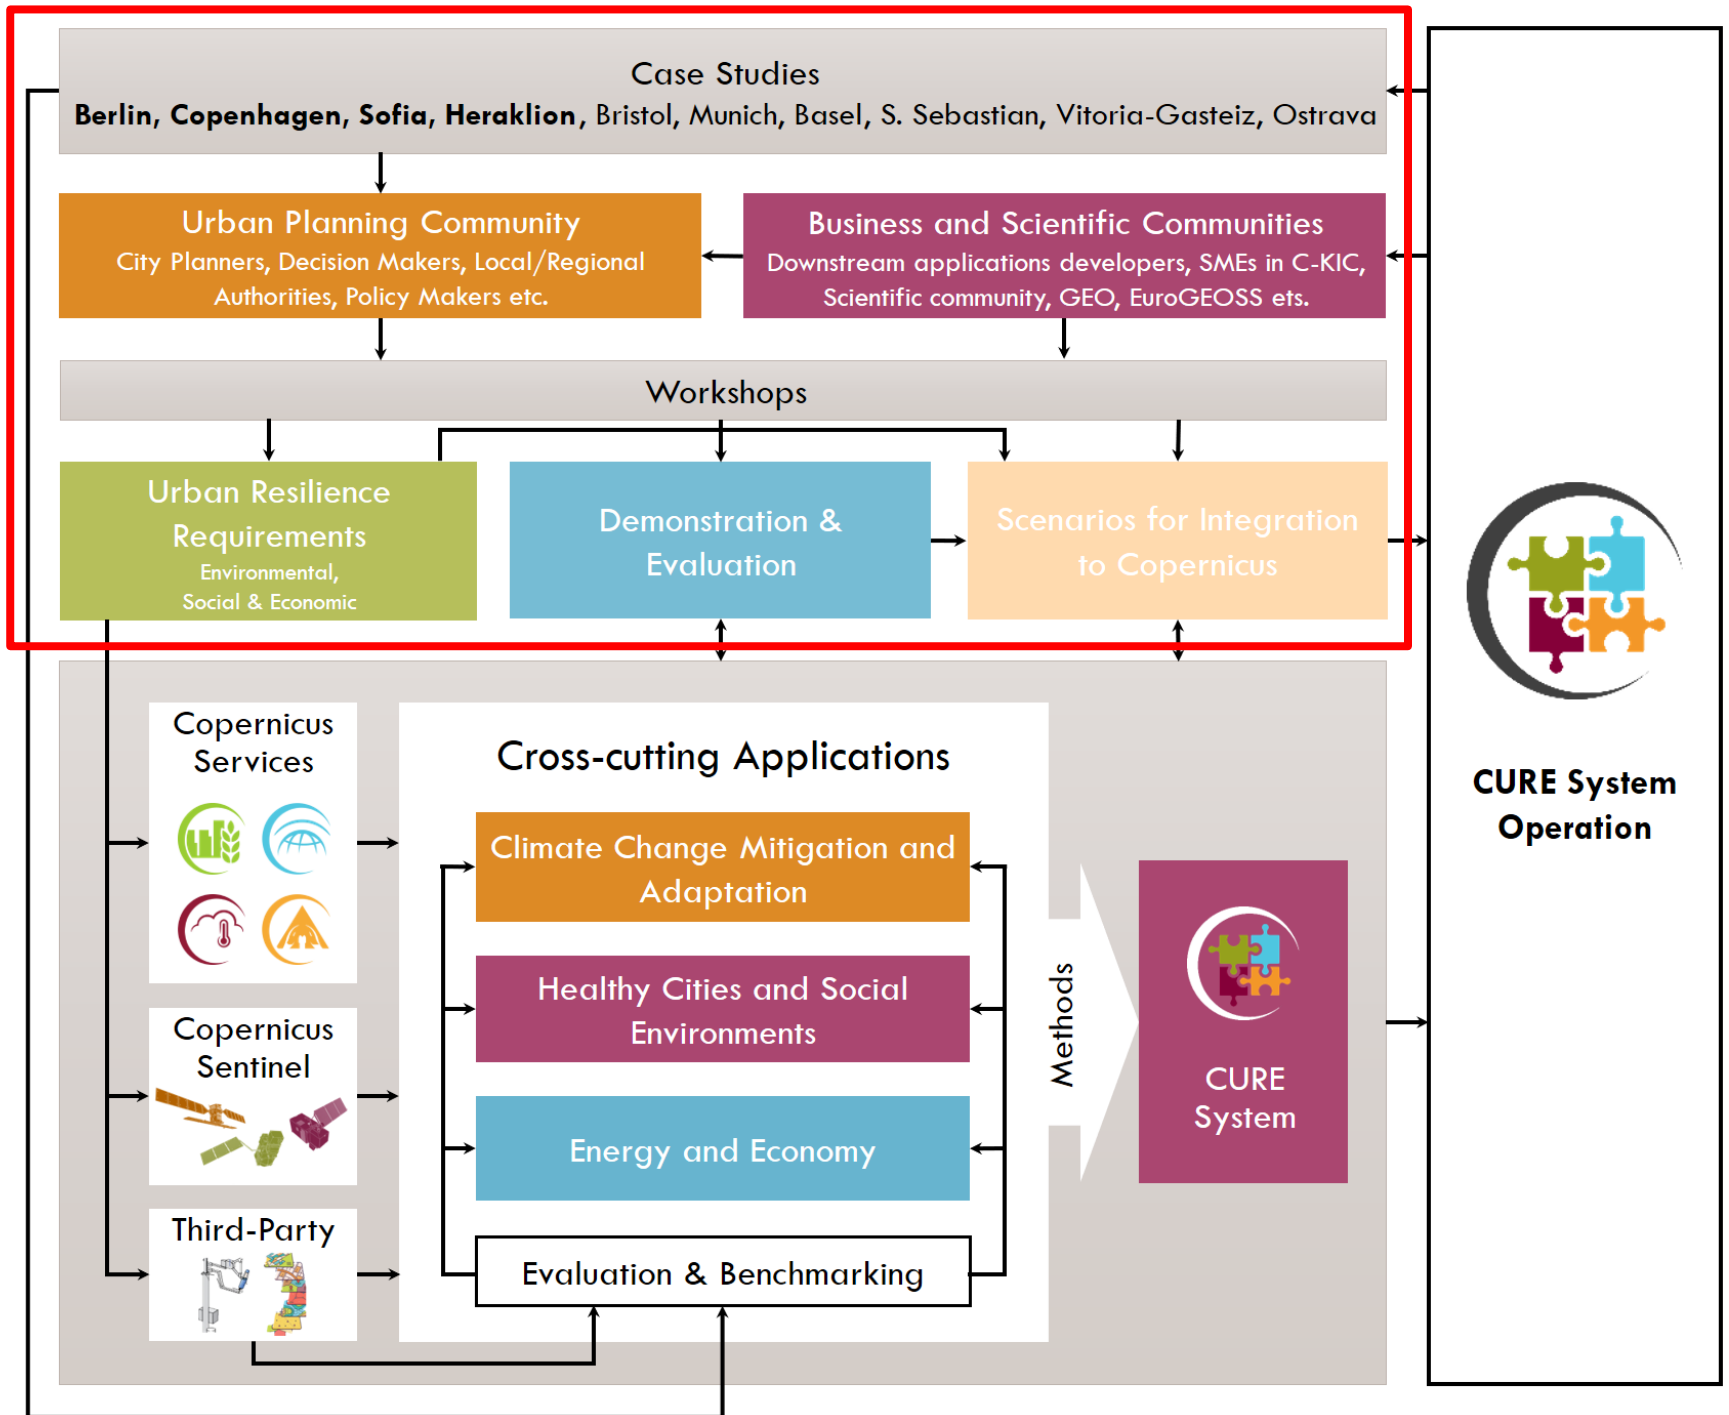 Case Studies
Berlin, Copenhagen, Sofia, Heraklion, Bristol, Munich, Basel, S. Sebastian, Vitoria-Gasteiz, Ostrava
Urban Planning Community
City Planners, Decision Makers, Local/Regional
Authorities, Policy Makers etc.
Business and Scientific Communities
Downstream applications developers, SMEs in C-KIC,
Scientific community, GEO, EuroGEOSS ets.
Workshops
Urban Resilience
Requirements
Environmental,
Social & Economic
Demonstration &
Evaluation
Scenarios for Integration
to Copernicus
CURE System
Operation
Copernicus
Services
Copernicus
Sentinel
Third-Party
Cross-cutting Applications
Climate Change Mitigation and
Adaptation
Healthy Cities and Social
Environments
Energy and Economy
Evaluation & Benchmarking
Methods
CURE
System